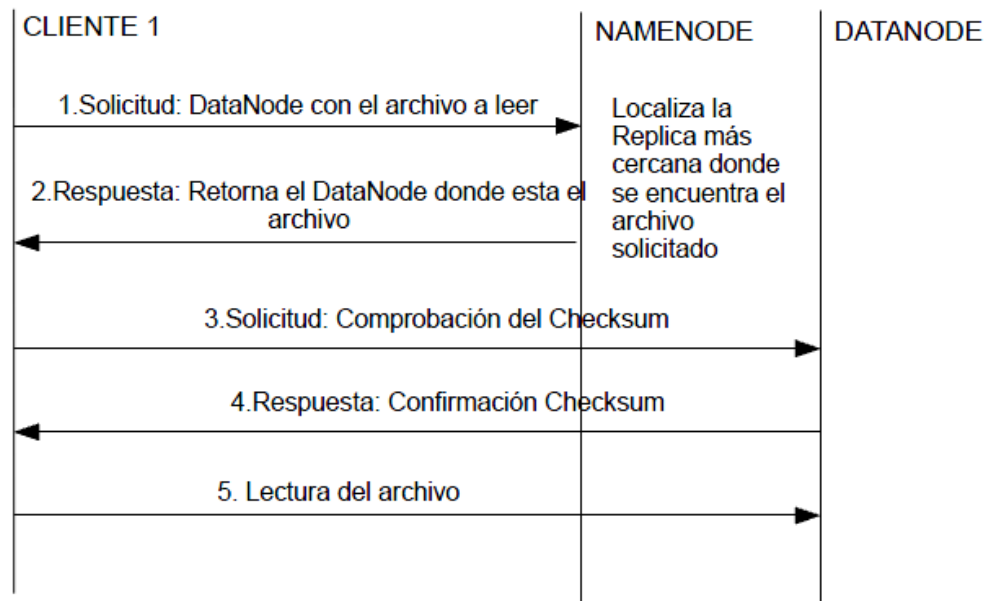 CLIENTE 1
NAMENODE
DATANODE
1.Solicitud: DataNode con el archivo a leer
Localiza la
Replica más
cercana donde
se encuentra el
archivo
solicitado
2.Respuesta: Retorna el DataNode donde esta el
archivo
3.Solicitud: Comprobación del Checksum
4.Respuesta: Confirmación Checksum
5. Lectura del archivo